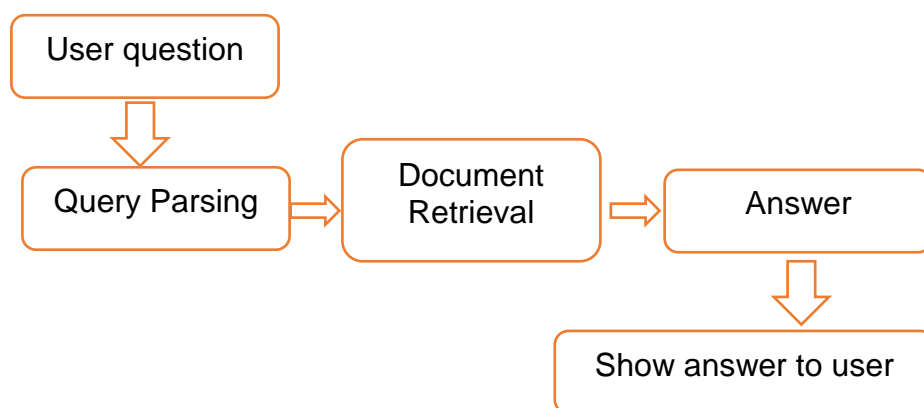 User question
Query Parsing
Document
Retrieval
Answer
Show answer to user